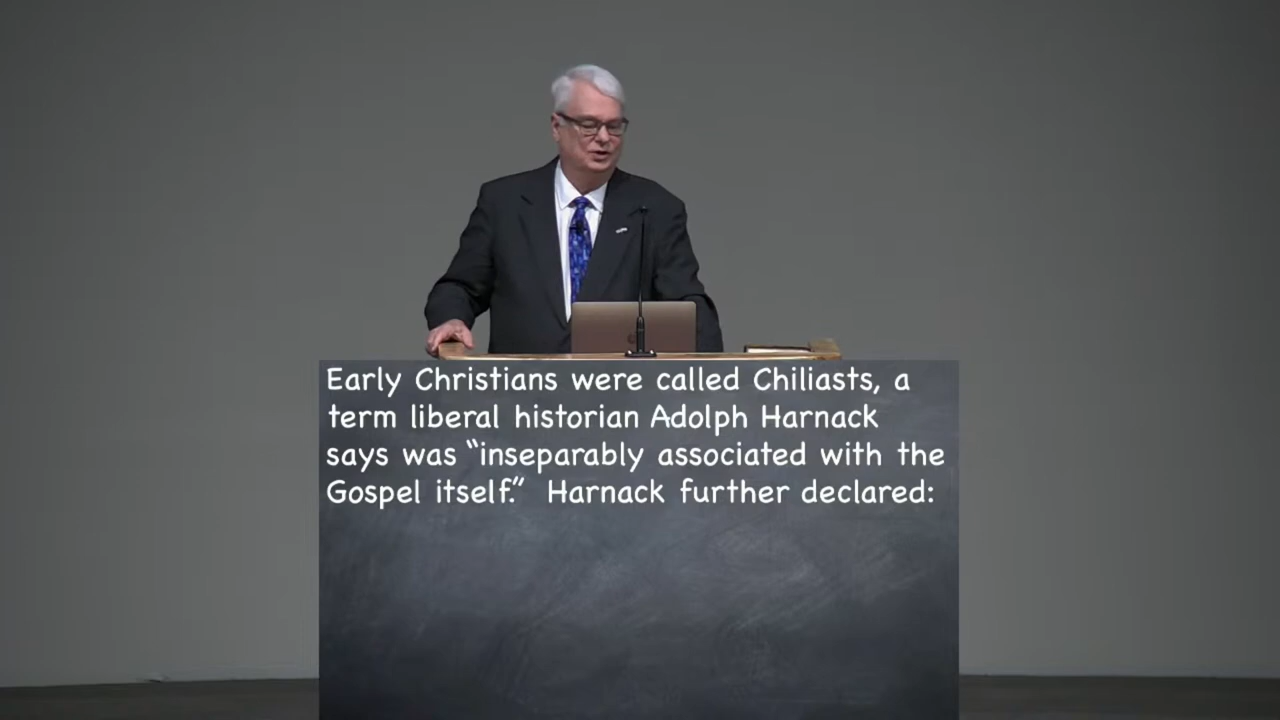 Early Christians were called Chiliasts, a
term liberal historian Adolph Harnack
says was “inseparably associated with the
Gospel itself.” Harnack further declared: